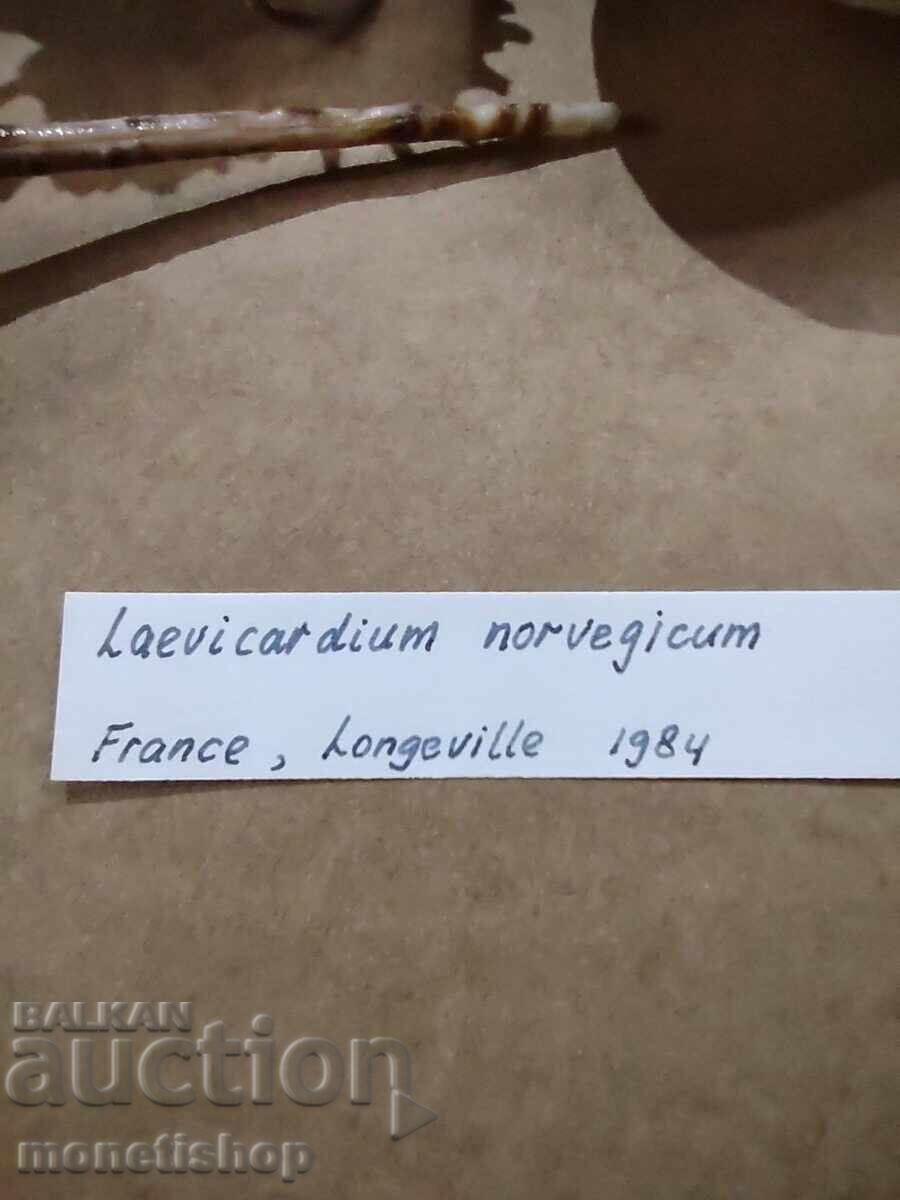 Laevicardium norvegicum
France, Longeville 1984
BALKAN
auction
monetishop